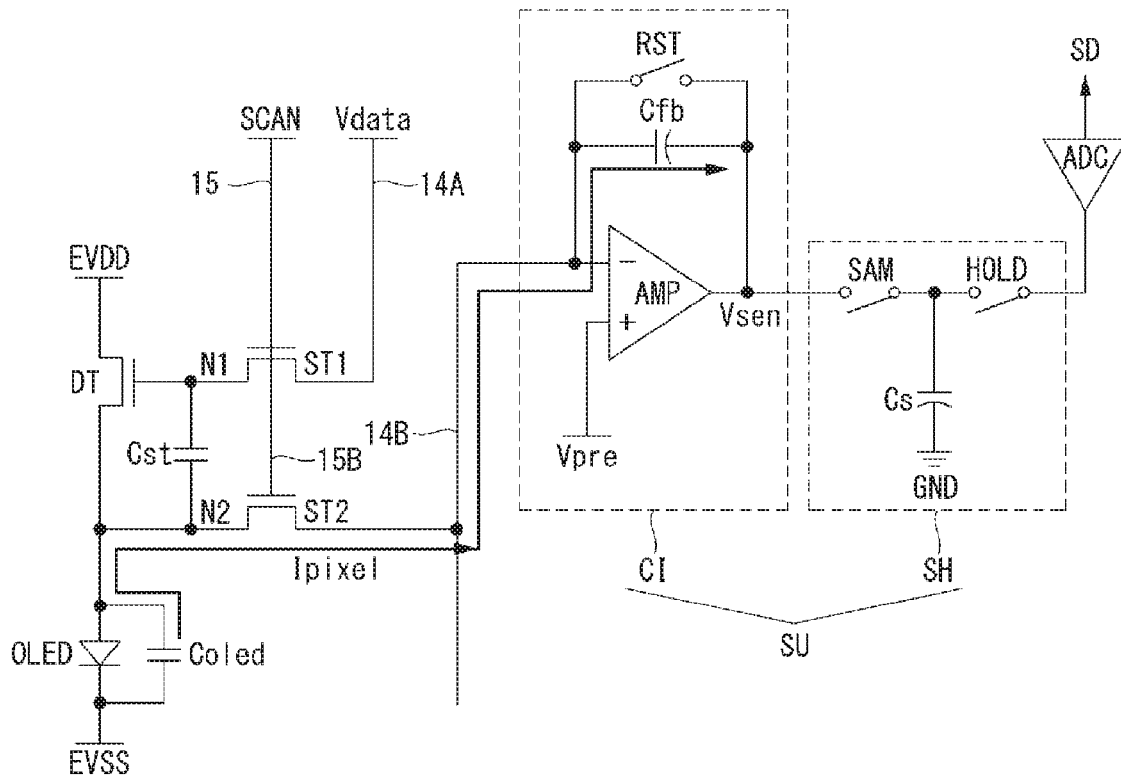 RST
SD
Cfb
SCAN
Vdata
ADC
15
14A
EVDD
SAM
HOLD
−
AMP
Vsen
+
N1
ST1
DT
Cs
14B
Cst
15B
Vpre
GND
N2
ST2
Ipixel
CI
SH
OLED
Coled
SU
EVSS